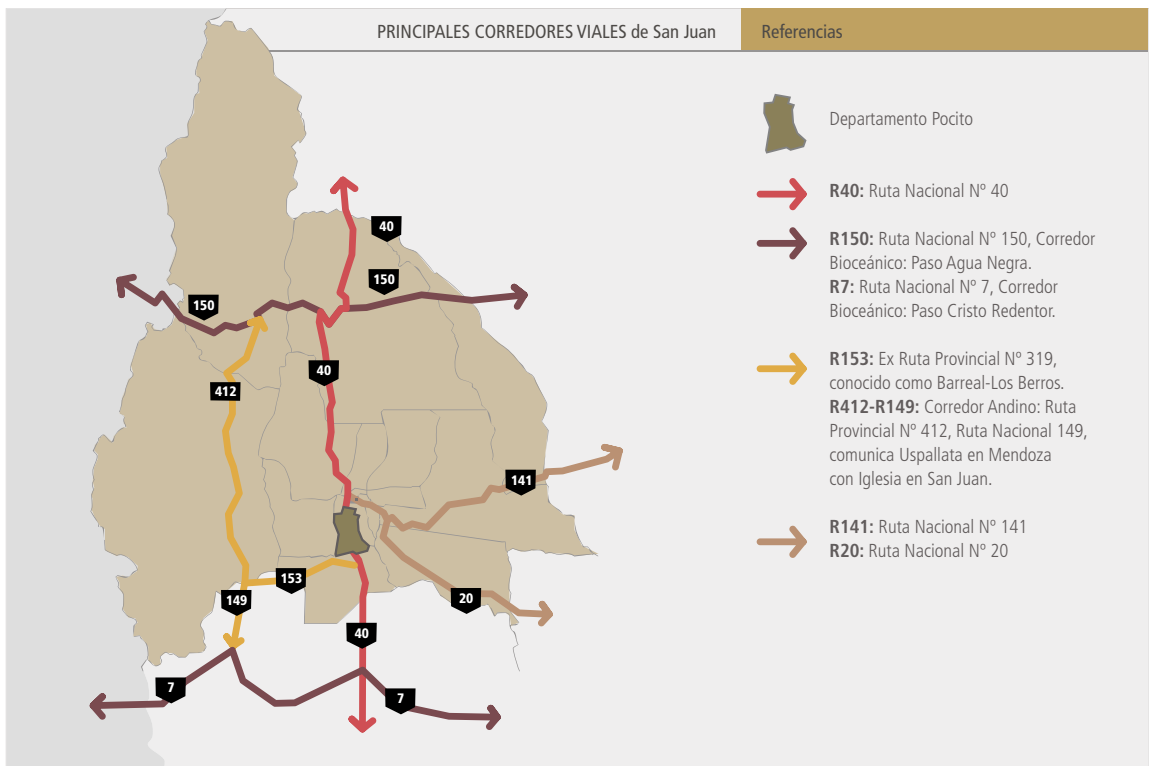 PRINCIPALES CORREDORES VIALES de San Juan
Referencias
Departamento Pocito
R40: Ruta Nacional Nº 40
R150: Ruta Nacional Nº 150, Corredor
Bioceánico: Paso Agua Negra.
R7: Ruta Nacional Nº 7, Corredor
Bioceánico: Paso Cristo Redentor.
R153: Ex Ruta Provincial Nº 319,
conocido como Barreal-Los Berros.
R412-R149: Corredor Andino: Ruta
Provincial Nº 412, Ruta Nacional 149,
comunica Uspallata en Mendoza
con Iglesia en San Juan.
R141: Ruta Nacional Nº 141
R20: Ruta Nacional Nº 20
40
150
150
40
412
141
153
149
20
40
7
7